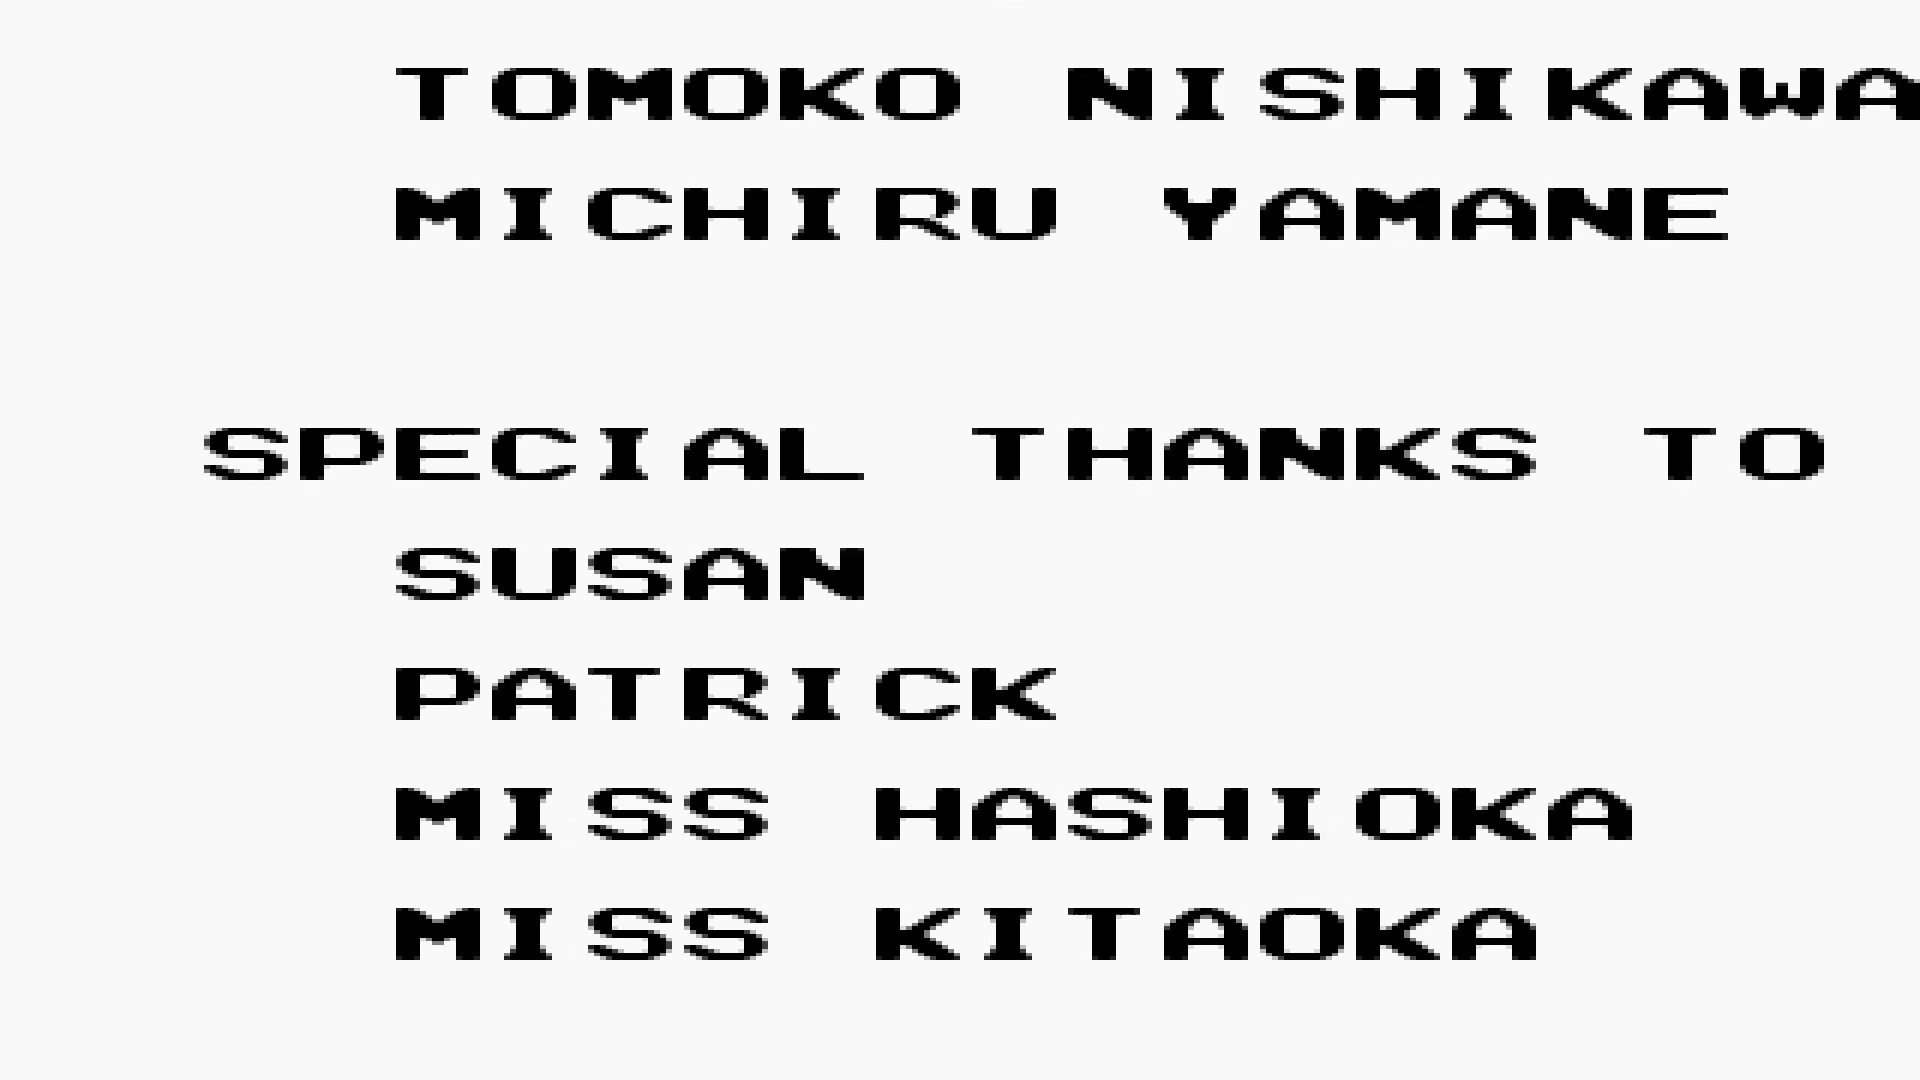 TOMOKO NISHIKAWA
MICHIRU YAMANE
SPECIAL THANKS TO
SUSAN
PATRICK
MISS HASHIOKA
MISS KITAOKA